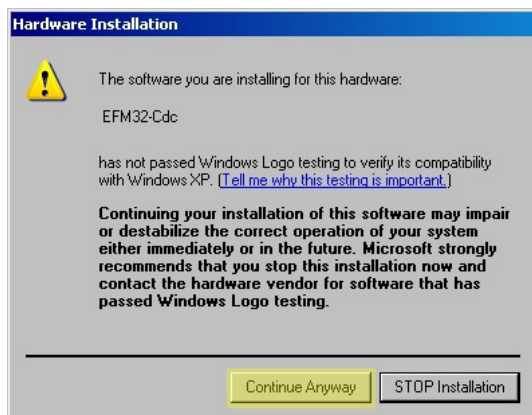 Hardware Installation
The software you are installing for this hardware:
EFM32-Cdc
has not passed Windows Logo testing to verify its compatibility
with Windows XP. (Tell me why this testing is important.)
Continuing your installation of this software may impair
or destabilize the correct operation of your system
either immediately or in the future. Microsoft strongly
recommends that you stop this installation now and
contact the hardware vendor for software that has
passed Windows Logo testing.
Continue Anyway
STOP Installation